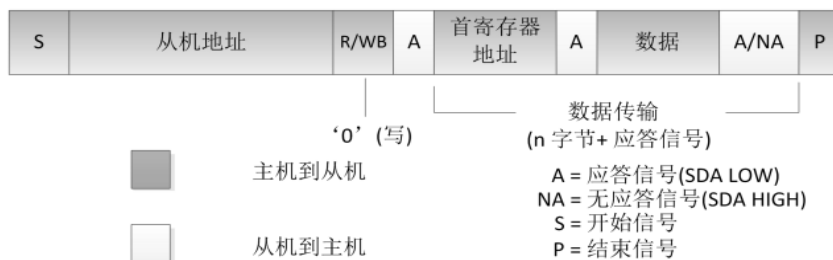 S 从机地址 R/WB A 首寄存器地址 A 数据 A/NA P
‘0’ (写)
数据传输
(n 字节+ 应答信号)
主机到从机
从机到主机
A = 应答信号(SDA LOW)
NA = 无应答信号(SDA HIGH)
S = 开始信号
P = 结束信号